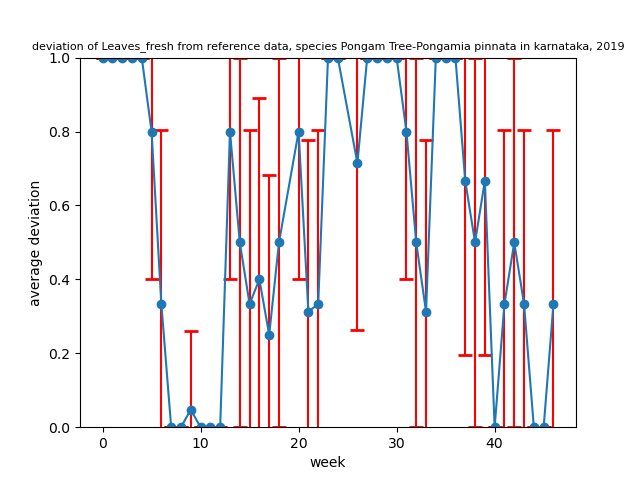 deviation of Leaves_fresh from reference data, species Pongam Tree-Pongamia pinnata in karnataka, 2019
1.0
0.8
0.6
0.4
0.2
0.0
average deviation
0 10 20 30 40
week